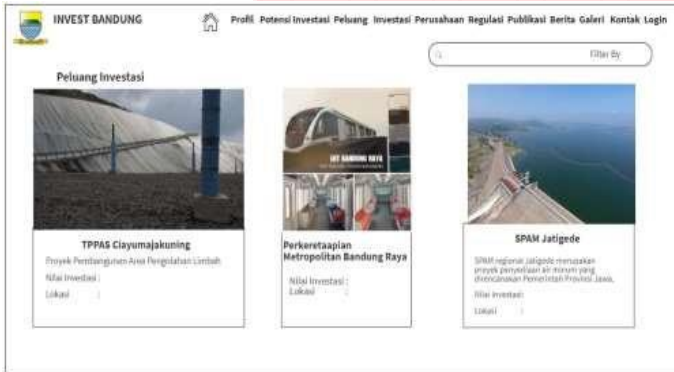 INVEST BANDUNG
Profil Potensi Investasi Peluang Investasi Perusahaan Regulasi Publikasi Berita Galeri Kontak Login
Filter By
Peluang Investasi
LRT BANDUNG RAYA
TPPAS Ciayumajakuning
Proyek Pembangunan Area Pengolahan Limbah
Nilai Investasi :
Lokasi :
Perkeretaapian
Metropolitan Bandung Raya
Nilai Investasi :
Lokasi :
SPAM Jatigede
SPAM regional Jatigede merupakan
proyek penyediaan air minum yang
direncanakan Pemerintah Provinsi Jawa,
Nilai Investasi:
Lokasi :